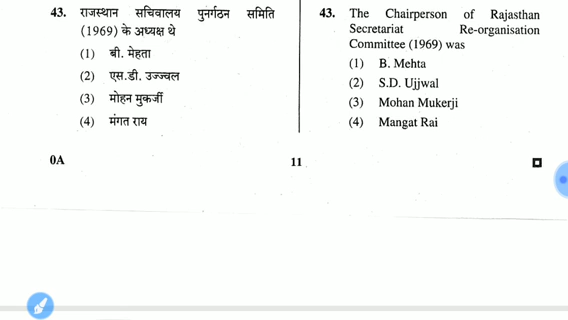 43. राजस्थान सचिवालय पुनर्गठन समिति
(1969) के अध्यक्ष थे
(1) बी. मेहता
(2) एस.डी. उज्ज्वल
(3) मोहन मुकर्जी
(4) मंगत राय
43. The Chairperson of Rajasthan
Secretariat Re-organisation
Committee (1969) was
(1) B. Mehta
(2) S.D. Ujjwal
(3) Mohan Mukerji
(4) Mangat Rai
0A 11